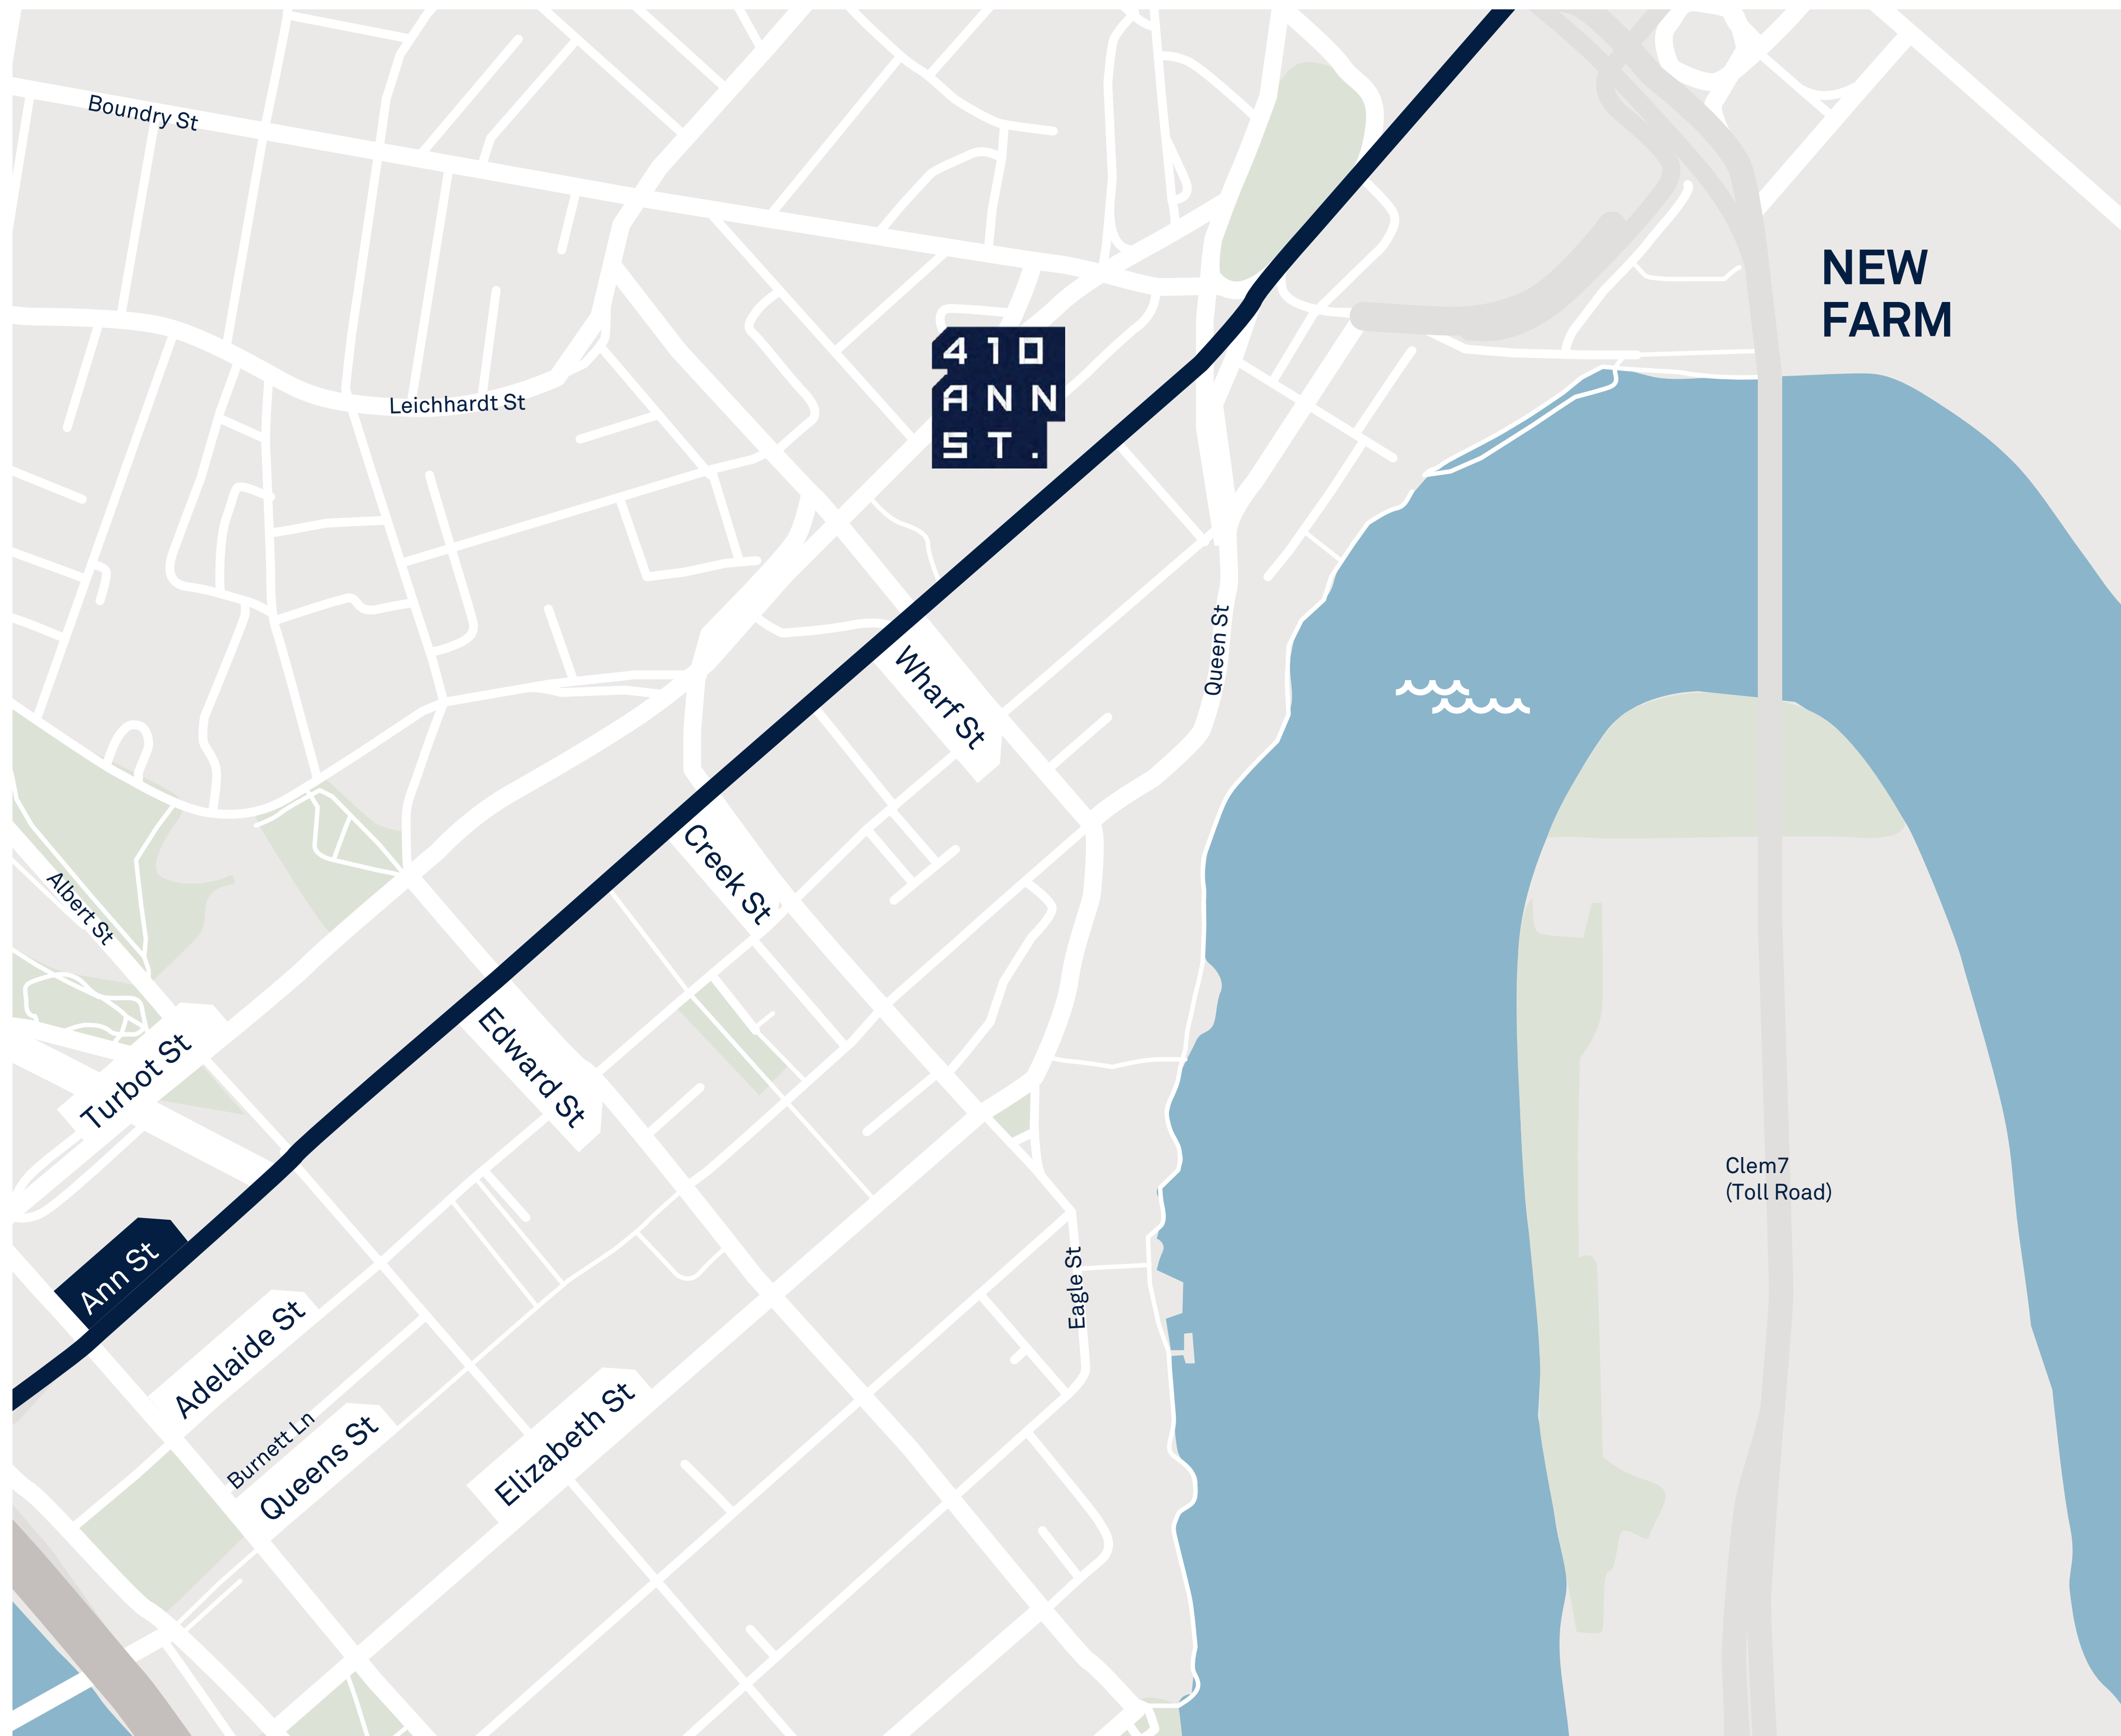 Boundry St
NEW
FARM
410
ANN
ST.
Leichhardt St
Queen St
Wharf St
Creek St
Albert St
Edward St
Turbot St
Clem7
(Toll Road)
Ann St
Eagle St
Adelaide St
Burnett Ln
Queens St
Elizabeth St